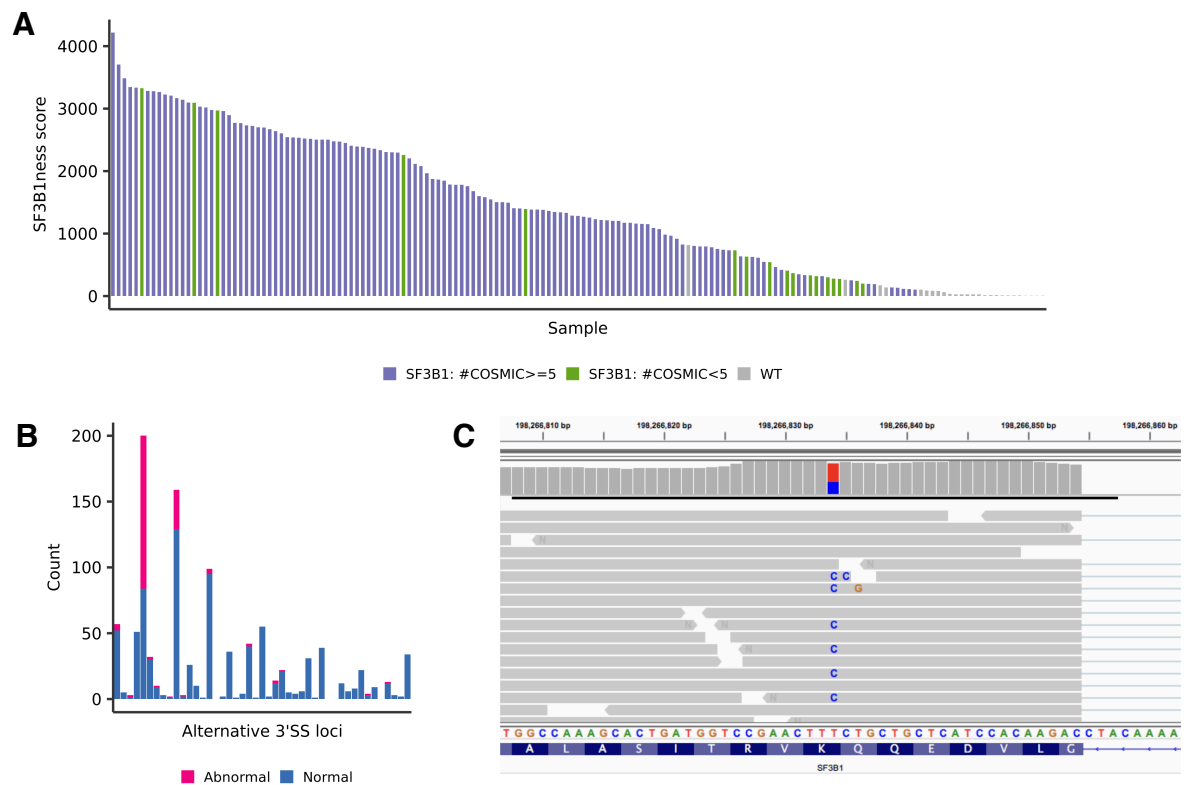 A
SF3B1ness score
4000
3000
2000
1000
0
Sample
SF3B1: #COSMIC>=5 SF3B1: #COSMIC<5 WT
B
Count
200
150
100
50
0
Alternative 3'SS loci
Abnormal Normal
C
198,266,810 bp 198,266,820 bp 198,266,830 bp 198,266,840 bp 198,266,850 bp 198,266,860 bp
N
N
N
C C
C G
N N C
N C
C
N C
N
T G G C C A A A G C A C T G A T G G T C C G A A C T T T C T G C T G C T C A T C C A C A A G A C C T A C A A A A
A L A S I T R V K Q Q E D V L G
SF3B1